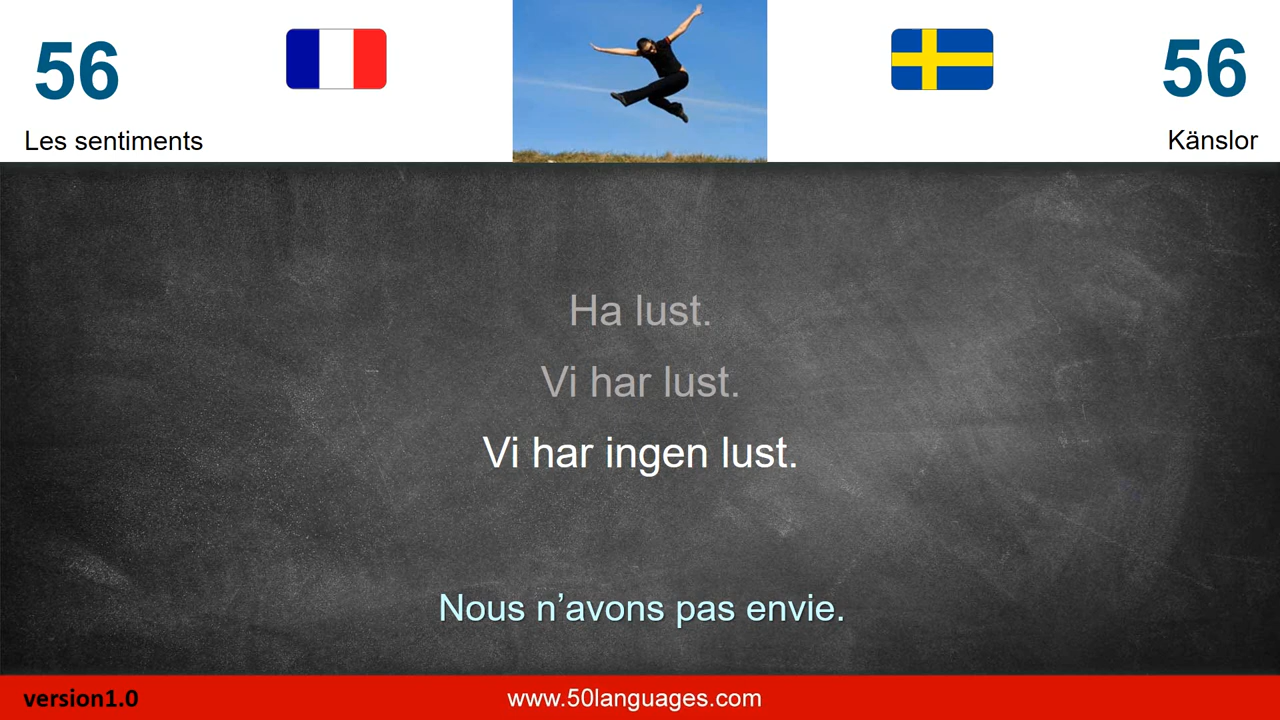 56
56
Les sentiments
Känslor
Ha lust.
Vi har lust.
Vi har ingen lust.
Nous n’avons pas envie.
version1.0
www.50languages.com